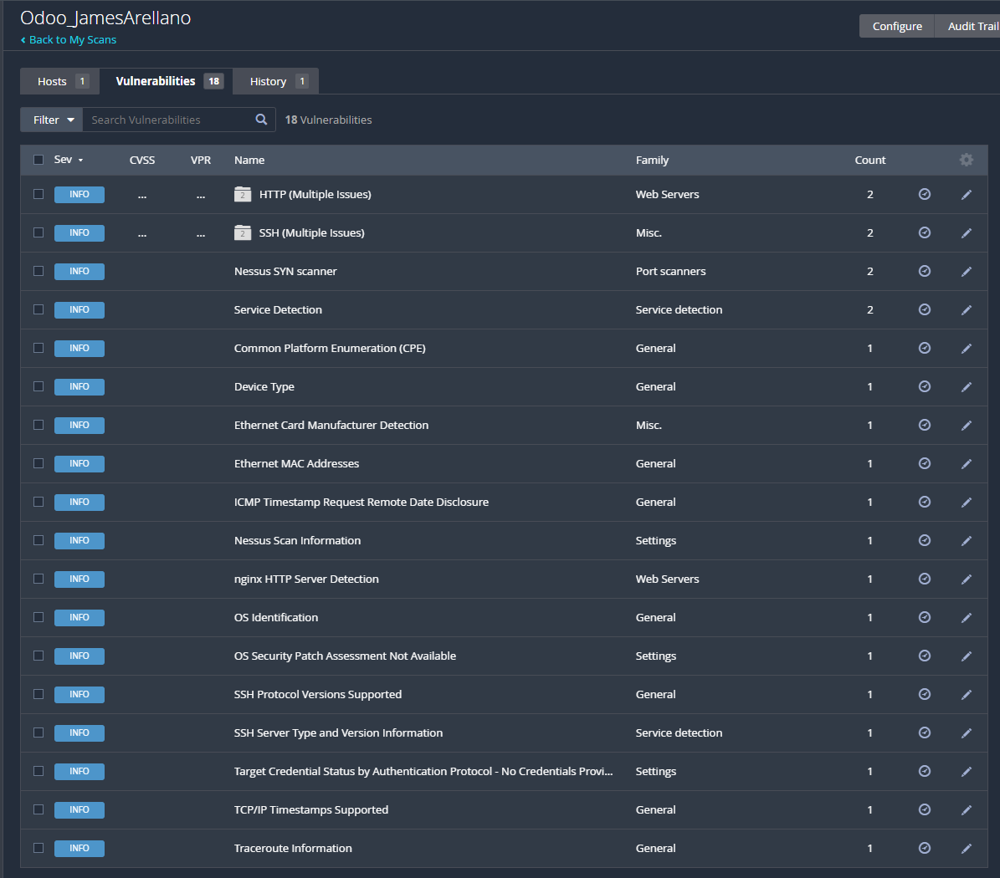 Odoo_JamesArellano
Back to My Scans
Configure Audit Trail
Hosts 1 Vulnerabilities 18 History 1
Filter Search Vulnerabilities 18 Vulnerabilities
Sev CVSS VPR Name Family Count
INFO ... ... 2 HTTP (Multiple Issues) Web Servers 2
INFO ... ... 2 SSH (Multiple Issues) Misc. 2
INFO Nessus SYN scanner Port scanners 2
INFO Service Detection Service detection 2
INFO Common Platform Enumeration (CPE) General 1
INFO Device Type General 1
INFO Ethernet Card Manufacturer Detection Misc. 1
INFO Ethernet MAC Addresses General 1
INFO ICMP Timestamp Request Remote Date Disclosure General 1
INFO Nessus Scan Information Settings 1
INFO nginx HTTP Server Detection Web Servers 1
INFO OS Identification General 1
INFO OS Security Patch Assessment Not Available Settings 1
INFO SSH Protocol Versions Supported General 1
INFO SSH Server Type and Version Information Service detection 1
INFO Target Credential Status by Authentication Protocol - No Credentials Provi... Settings 1
INFO TCP/IP Timestamps Supported General 1
INFO Traceroute Information General 1